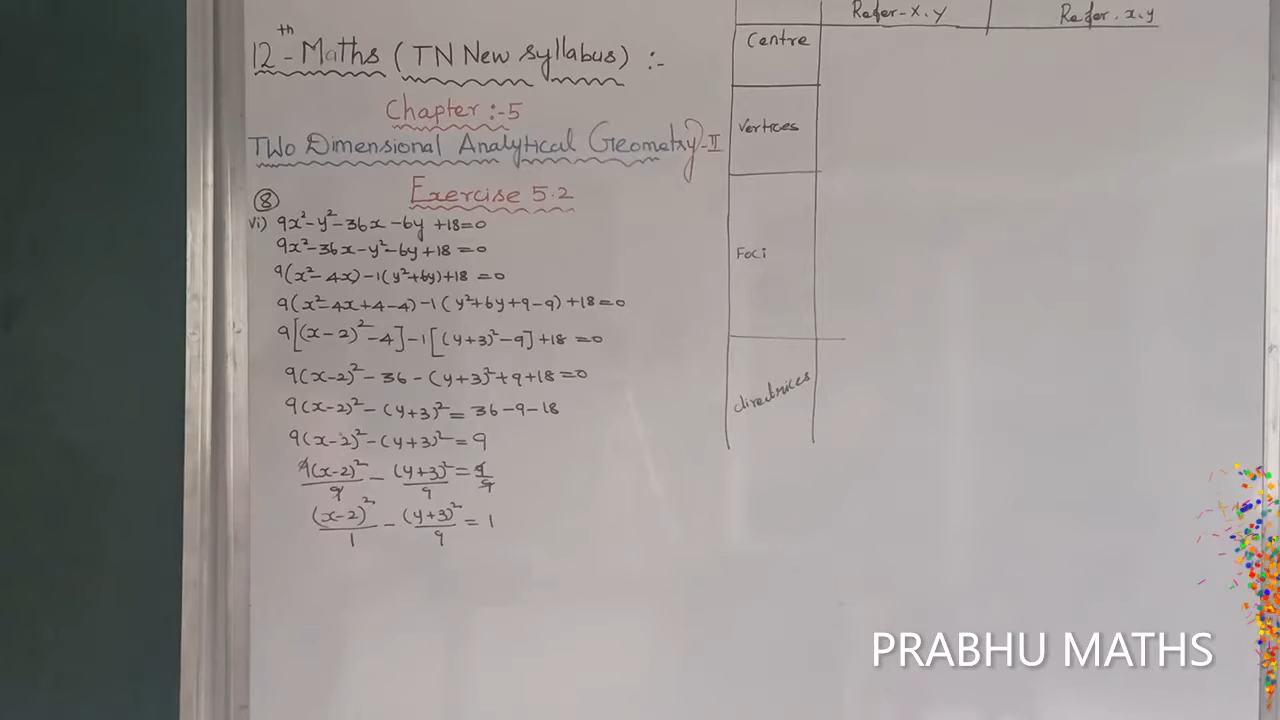 12th - Maths (TN New syllabus) :-
Chapter :- 5
TWO Dimensional Analytical Geometry - II
Exercise 5.2
⑧
vi) 9x² - y² - 36x - 6y + 18 = 0
9x² - 36x - y² - 6y + 18 = 0
9(x² - 4x) - 1(y² + 6y) + 18 = 0
9(x² - 4x + 4 - 4) - 1(y² + 6y + 9 - 9) + 18 = 0
9[(x - 2)² - 4] - 1[(y + 3)² - 9] + 18 = 0
9(x - 2)² - 36 - (y + 3)² + 9 + 18 = 0
9(x - 2)² - (y + 3)² = 36 - 9 - 18
9(x - 2)² - (y + 3)² = 9
9(x - 2)²/9 - (y + 3)²/9 = 9/9
(x - 2)²/1 - (y + 3)²/9 = 1
Refer - X, Y Refer . x, y
Centre
Vertices
Foci
directrices
PRABHU MATHS